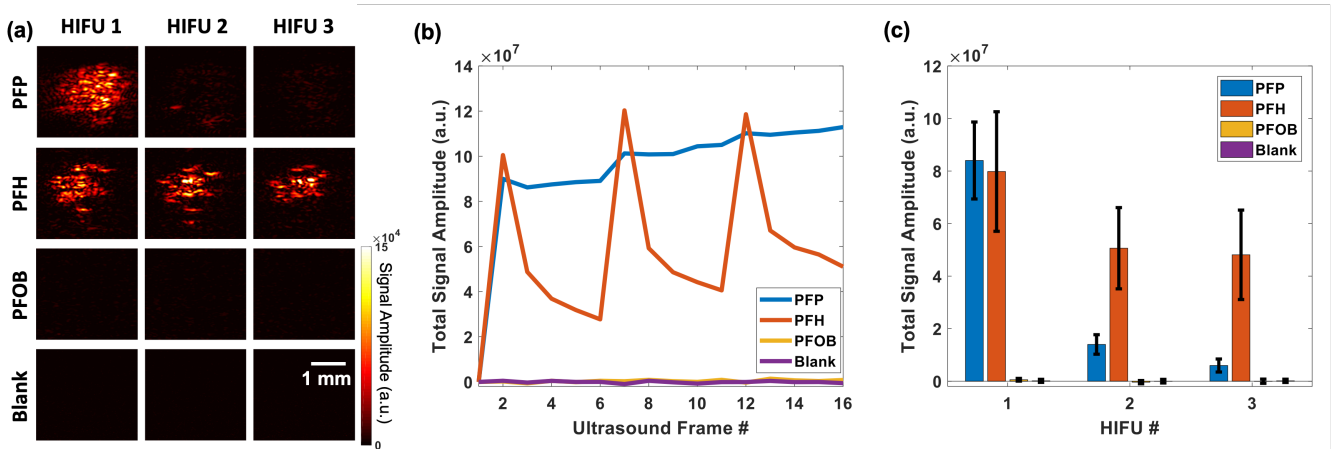 (a)
HIFU 1 HIFU 2 HIFU 3
PFP
PFH
PFOB
Blank
1 mm
×10⁴
15
Signal Amplitude (a.u.)
0
(b)
×10⁷
14
12
10
8
6
4
2
0
Total Signal Amplitude (a.u.)
2 4 6 8 10 12 14 16
Ultrasound Frame #
PFP
PFH
PFOB
Blank
(c)
×10⁷
12
10
8
6
4
2
0
Total Signal Amplitude (a.u.)
1 2 3
HIFU #
PFP
PFH
PFOB
Blank